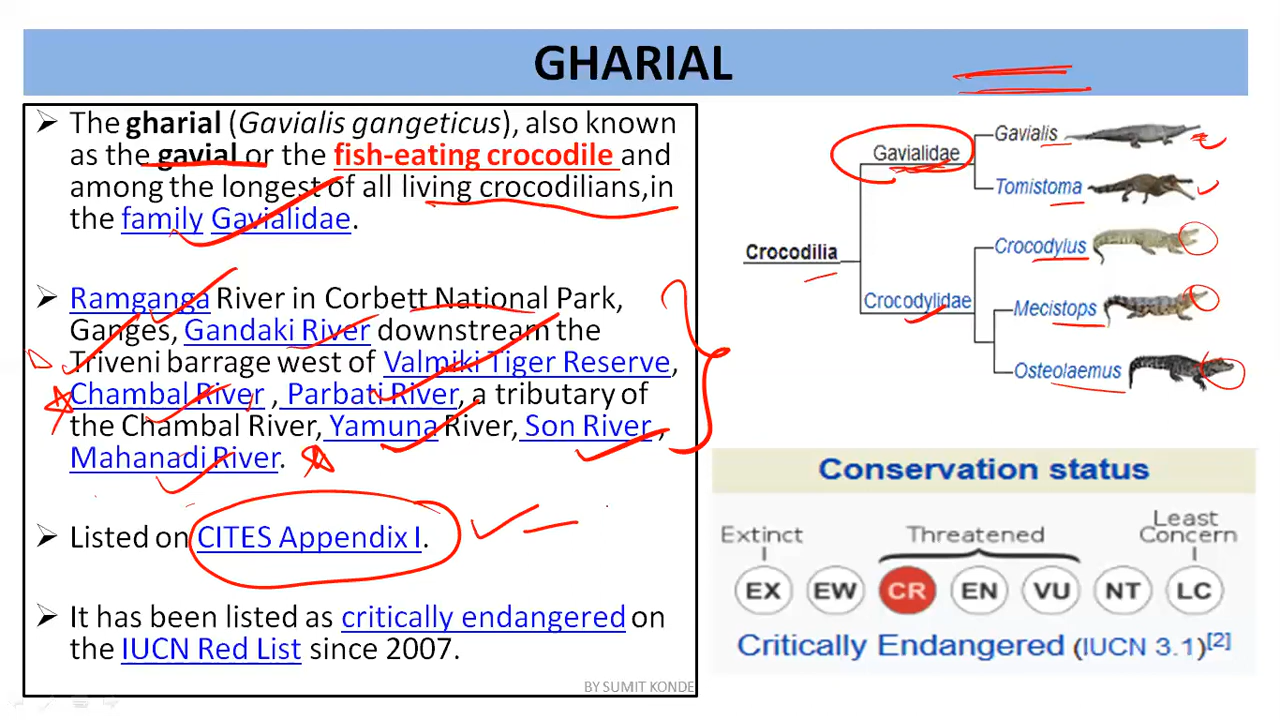 GHARIAL
➢ The gharial (Gavialis gangeticus), also known
as the gavial or the fish-eating crocodile and
among the longest of all living crocodilians,in
the family Gavialidae.
➢ Ramganga River in Corbett National Park,
Ganges, Gandaki River downstream the
Triveni barrage west of Valmiki Tiger Reserve,
Chambal River , Parbati River, a tributary of
the Chambal River, Yamuna River, Son River ,
Mahanadi River.
➢ Listed on CITES Appendix I.
➢ It has been listed as critically endangered on
the IUCN Red List since 2007.
BY SUMIT KONDE
Crocodilia
Gavialidae
Gavialis
Tomistoma
Crocodylidae
Crocodylus
Mecistops
Osteolaemus
Conservation status
Extinct
Threatened
Least
Concern
EX EW CR EN VU NT LC
Critically Endangered (IUCN 3.1)[2]